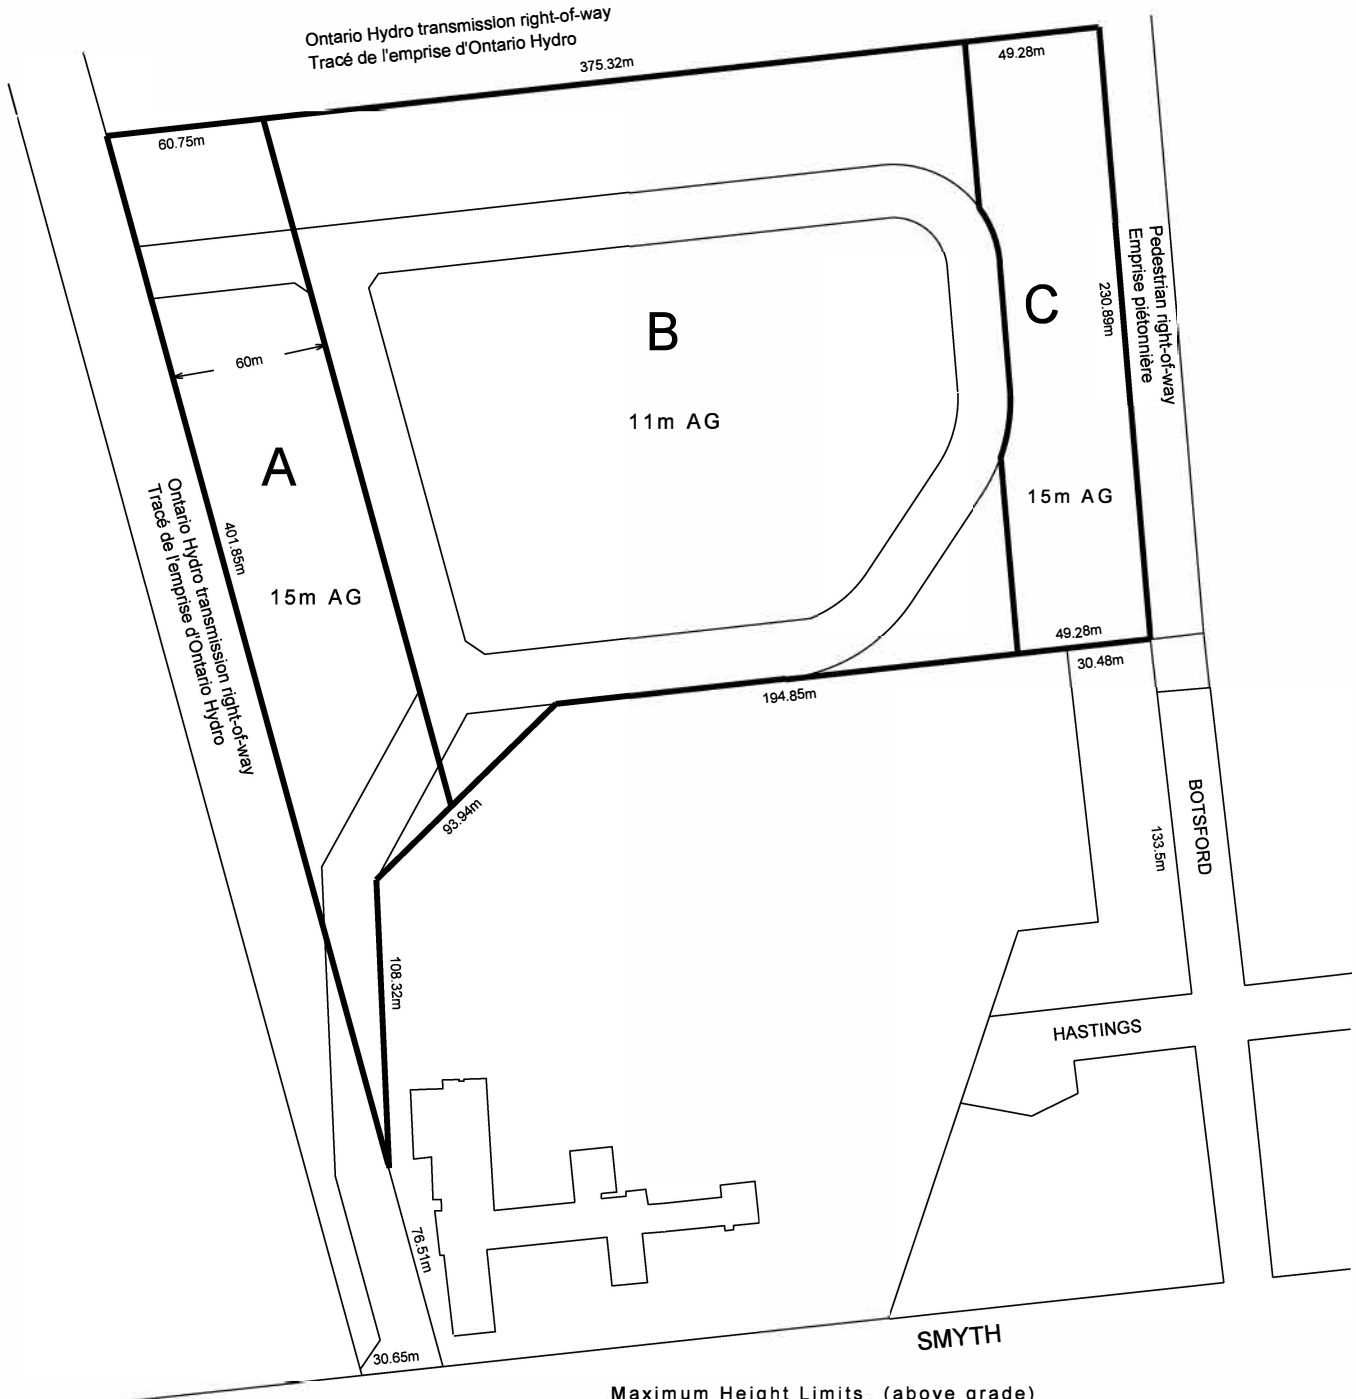 Ontario Hydro transmission right-of-way
Tracé de l'emprise d'Ontario Hydro
375.32m
49.28m
60.75m
Pedestrian right-of-way
Emprise piétonnière
230.89m
C
B
60m
11m AG
A
15m AG
Ontario Hydro transmission right-of-way
Tracé de l'emprise d'Ontario Hydro
401.85m
15m AG
49.28m
30.48m
194.85m
93.94m
BOTSFORD
133.5m
108.32m
HASTINGS
76.51m
30.65m
SMYTH
Maximum Height Limits (above grade)